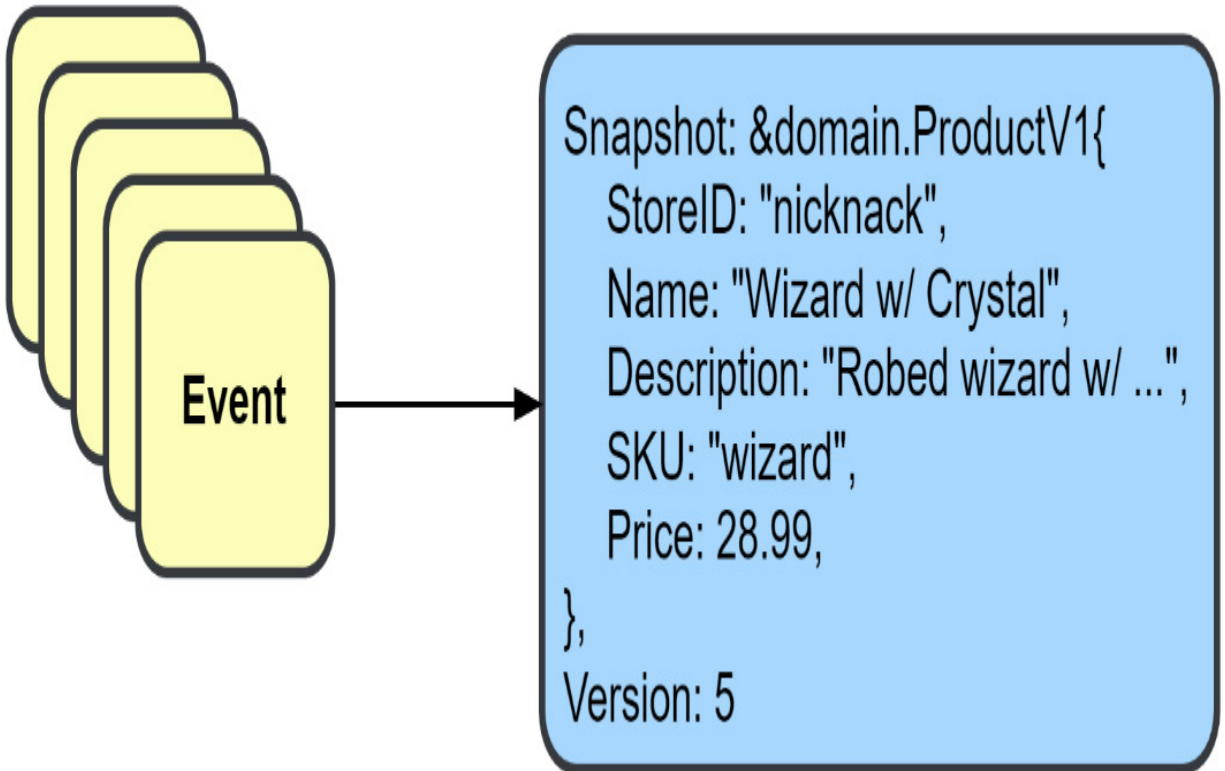 Event
Snapshot: &domain.ProductV1{
StoreID: "nicknack",
Name: "Wizard w/ Crystal",
Description: "Robed wizard w/ ...",
SKU: "wizard",
Price: 28.99,
},
Version: 5